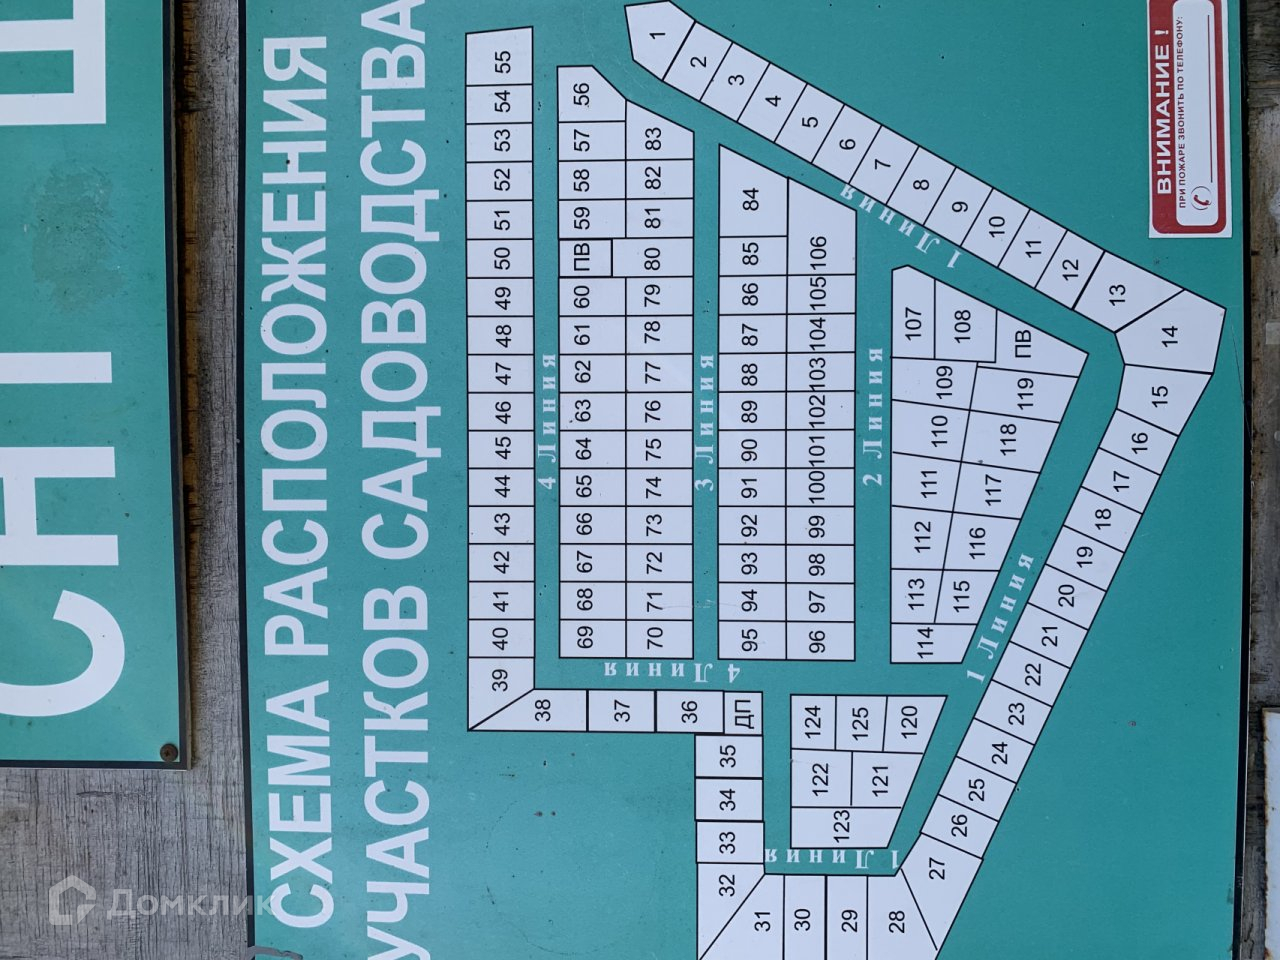 СНТ
СХЕМА РАСПОЛОЖЕНИЯ
УЧАСТКОВ САДОВОДСТВА
55 54 53 52 51 50 49 48 47 46 45 44 43 42 41 40 39
38 37 36 ДП
35 34 33 32 31 30 29 28 27
4 Линия
56 57 58 59 ПВ 60 61 62 63 64 65 66 67 68 69
83 82 81 80 79 78 77 76 75 74 73 72 71 70
4 Линия
3 Линия
84 85 86 87 88 89 90 91 92 93 94 95
106 105 104 103 102 101 100 99 98 97 96
2 Линия
107 108 ПВ
109 110 111 112 113 114
119 118 117 116 115
124 125 120
122 121
123
1 Линия
1 Линия
1 Линия
1 2 3 4 5 6 7 8 9 10 11 12 13 14 15 16 17 18 19 20 21 22 23 24 25 26
ВНИМАНИЕ !
ПРИ ПОЖАРЕ ЗВОНИТЬ ПО ТЕЛЕФОНУ:
Домклик